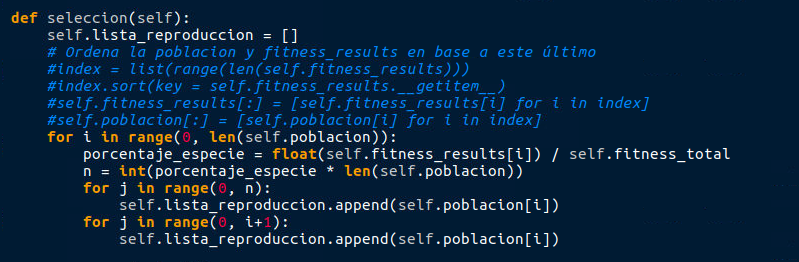 def seleccion(self):
    self.lista_reproduccion = []
    # Ordena la poblacion y fitness_results en base a este último
    #index = list(range(len(self.fitness_results)))
    #index.sort(key = self.fitness_results.__getitem__)
    #self.fitness_results[:] = [self.fitness_results[i] for i in index]
    #self.poblacion[:] = [self.poblacion[i] for i in index]
    for i in range(0, len(self.poblacion)):
        porcentaje_especie = float(self.fitness_results[i]) / self.fitness_total
        n = int(porcentaje_especie * len(self.poblacion))
        for j in range(0, n):
            self.lista_reproduccion.append(self.poblacion[i])
        for j in range(0, i+1):
            self.lista_reproduccion.append(self.poblacion[i])